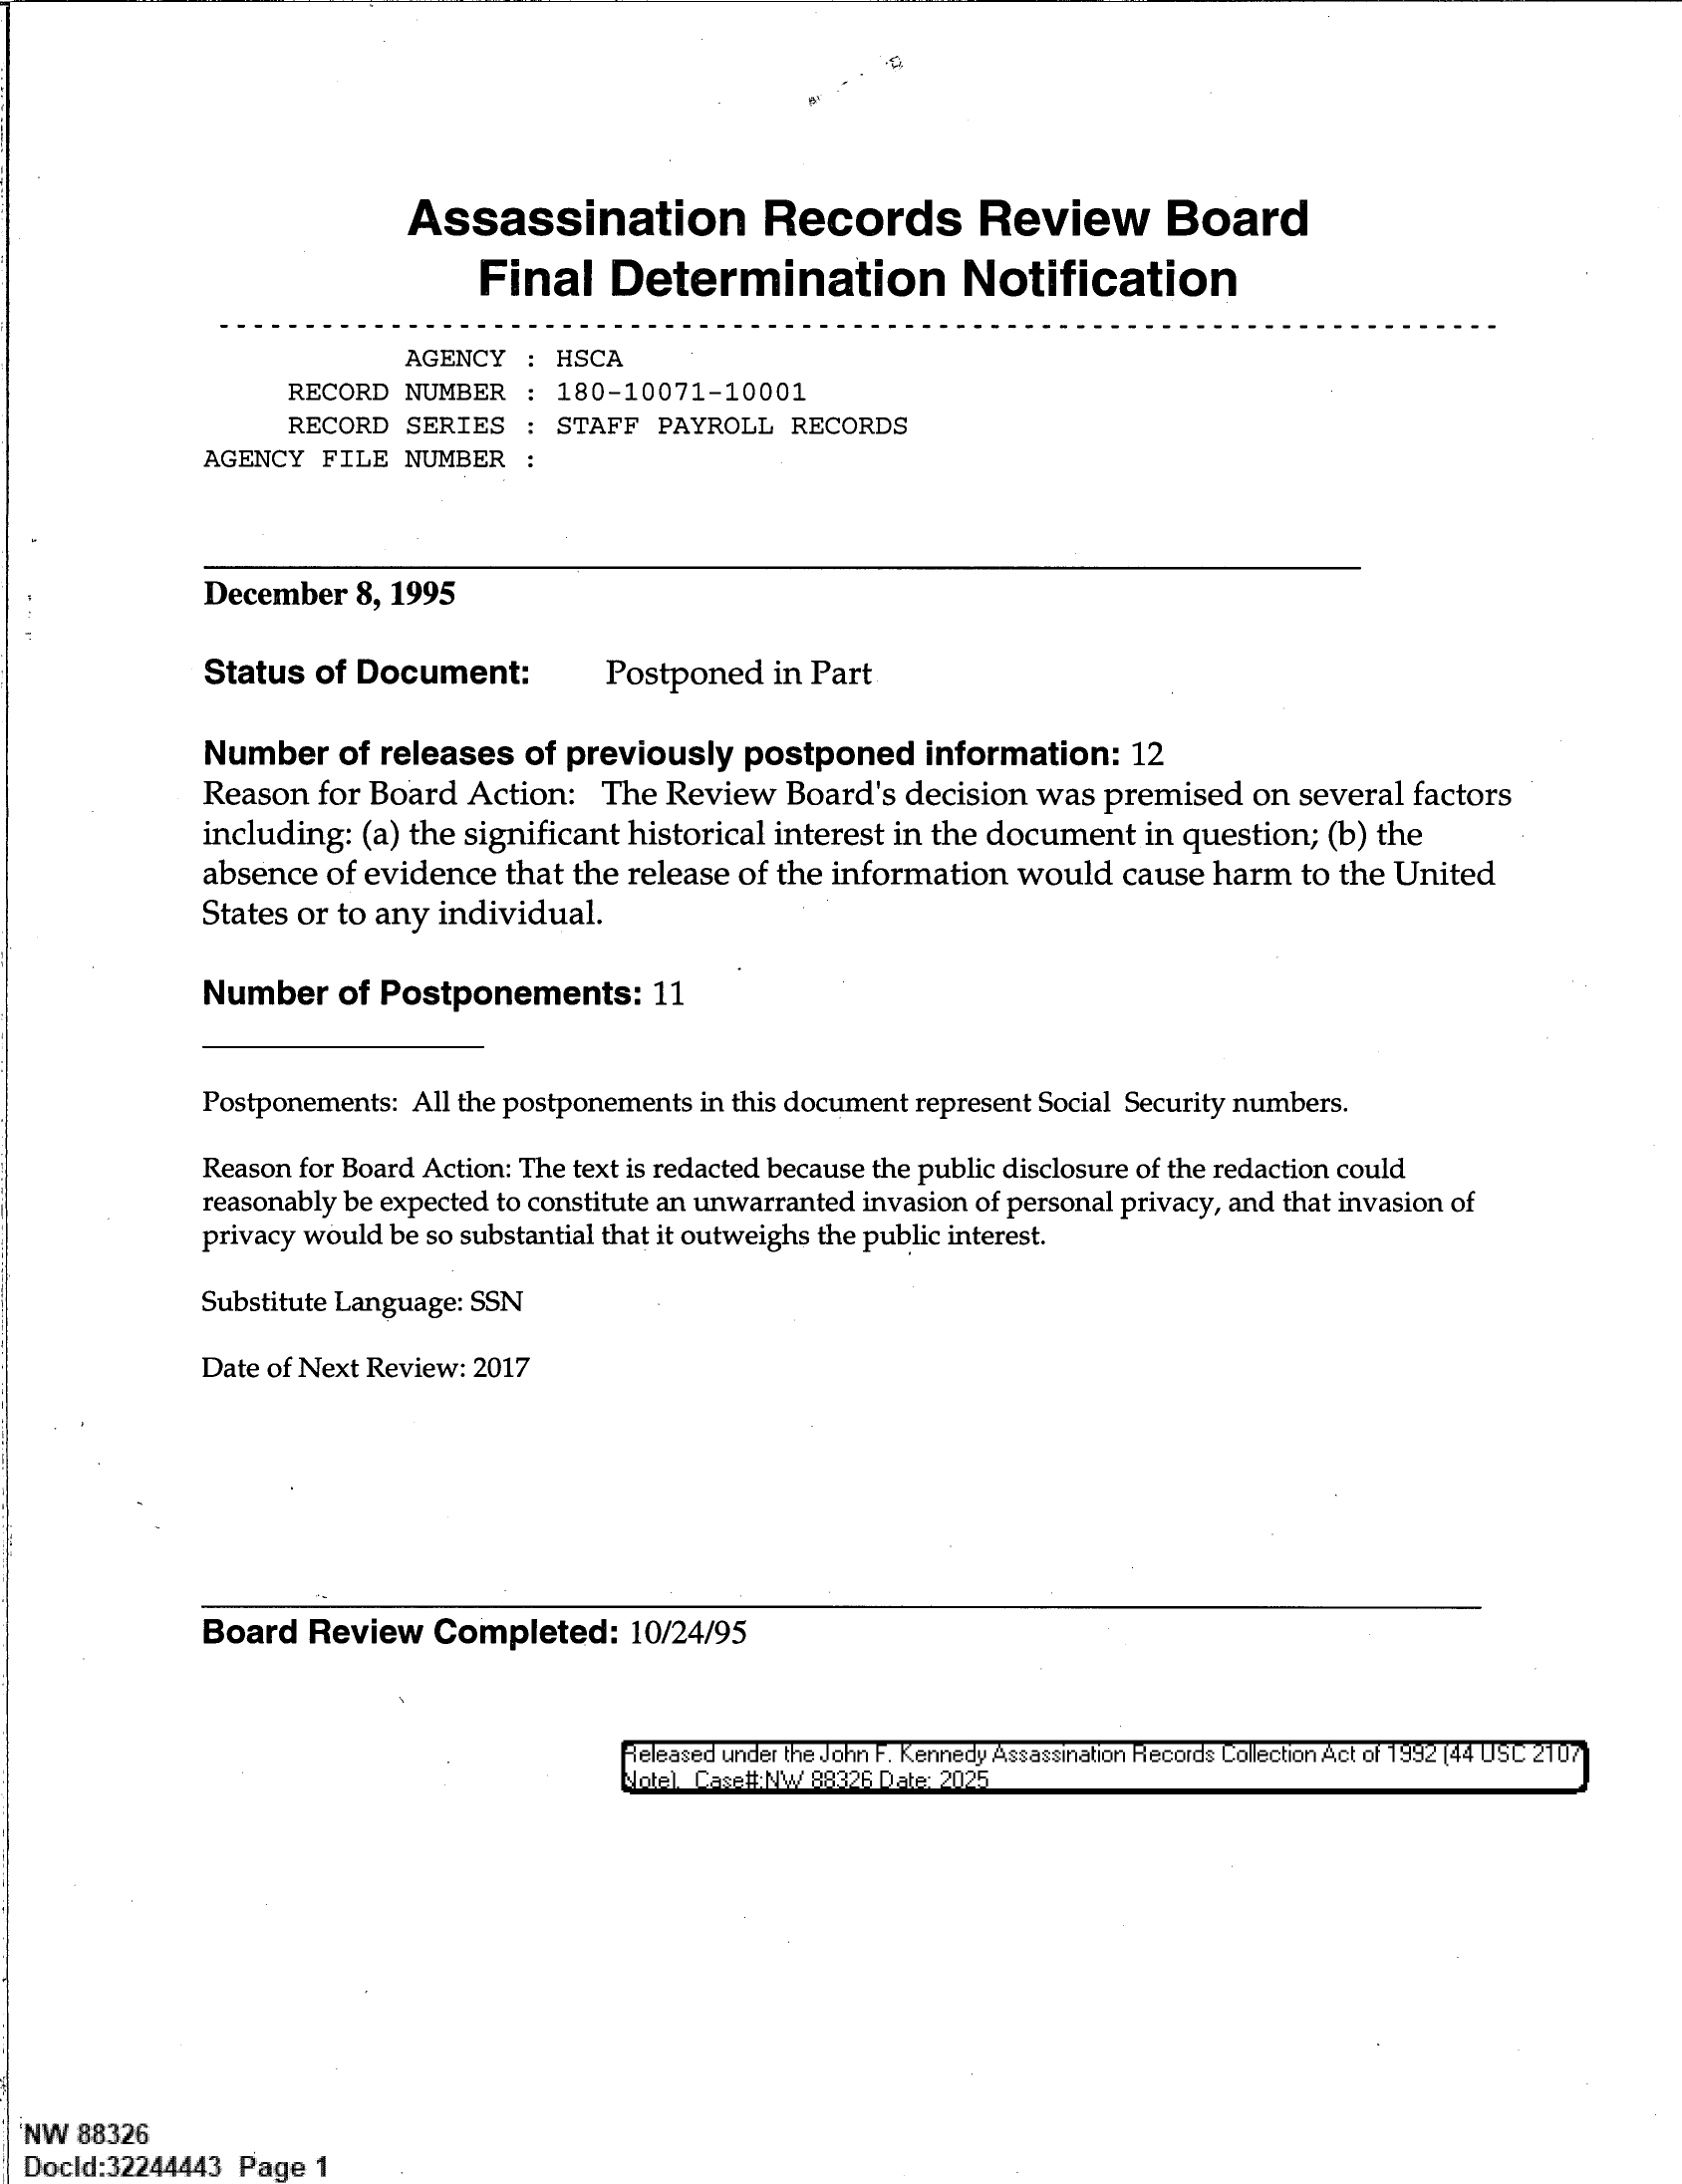 Assassination Records Review Board
Final Determination Notification
AGENCY : HSCA
RECORD NUMBER : 180-10071-10001
RECORD SERIES : STAFF PAYROLL RECORDS
AGENCY FILE NUMBER :
December 8, 1995
Status of Document: Postponed in Part
Number of releases of previously postponed information: 12
Reason for Board Action: The Review Board's decision was premised on several factors
including: (a) the significant historical interest in the document in question; (b) the
absence of evidence that the release of the information would cause harm to the United
States or to any individual.
Number of Postponements: 11
Postponements: All the postponements in this document represent Social Security numbers.
Reason for Board Action: The text is redacted because the public disclosure of the redaction could
reasonably be expected to constitute an unwarranted invasion of personal privacy, and that invasion of
privacy would be so substantial that it outweighs the public interest.
Substitute Language: SSN
Date of Next Review: 2017
Board Review Completed: 10/24/95
Released under the John F. Kennedy Assassination Records Collection Act of 1992 (44 USC 2107
Note). Case#:NW 88326 Date: 2025
NW 88326
DocId:32244443 Page 1